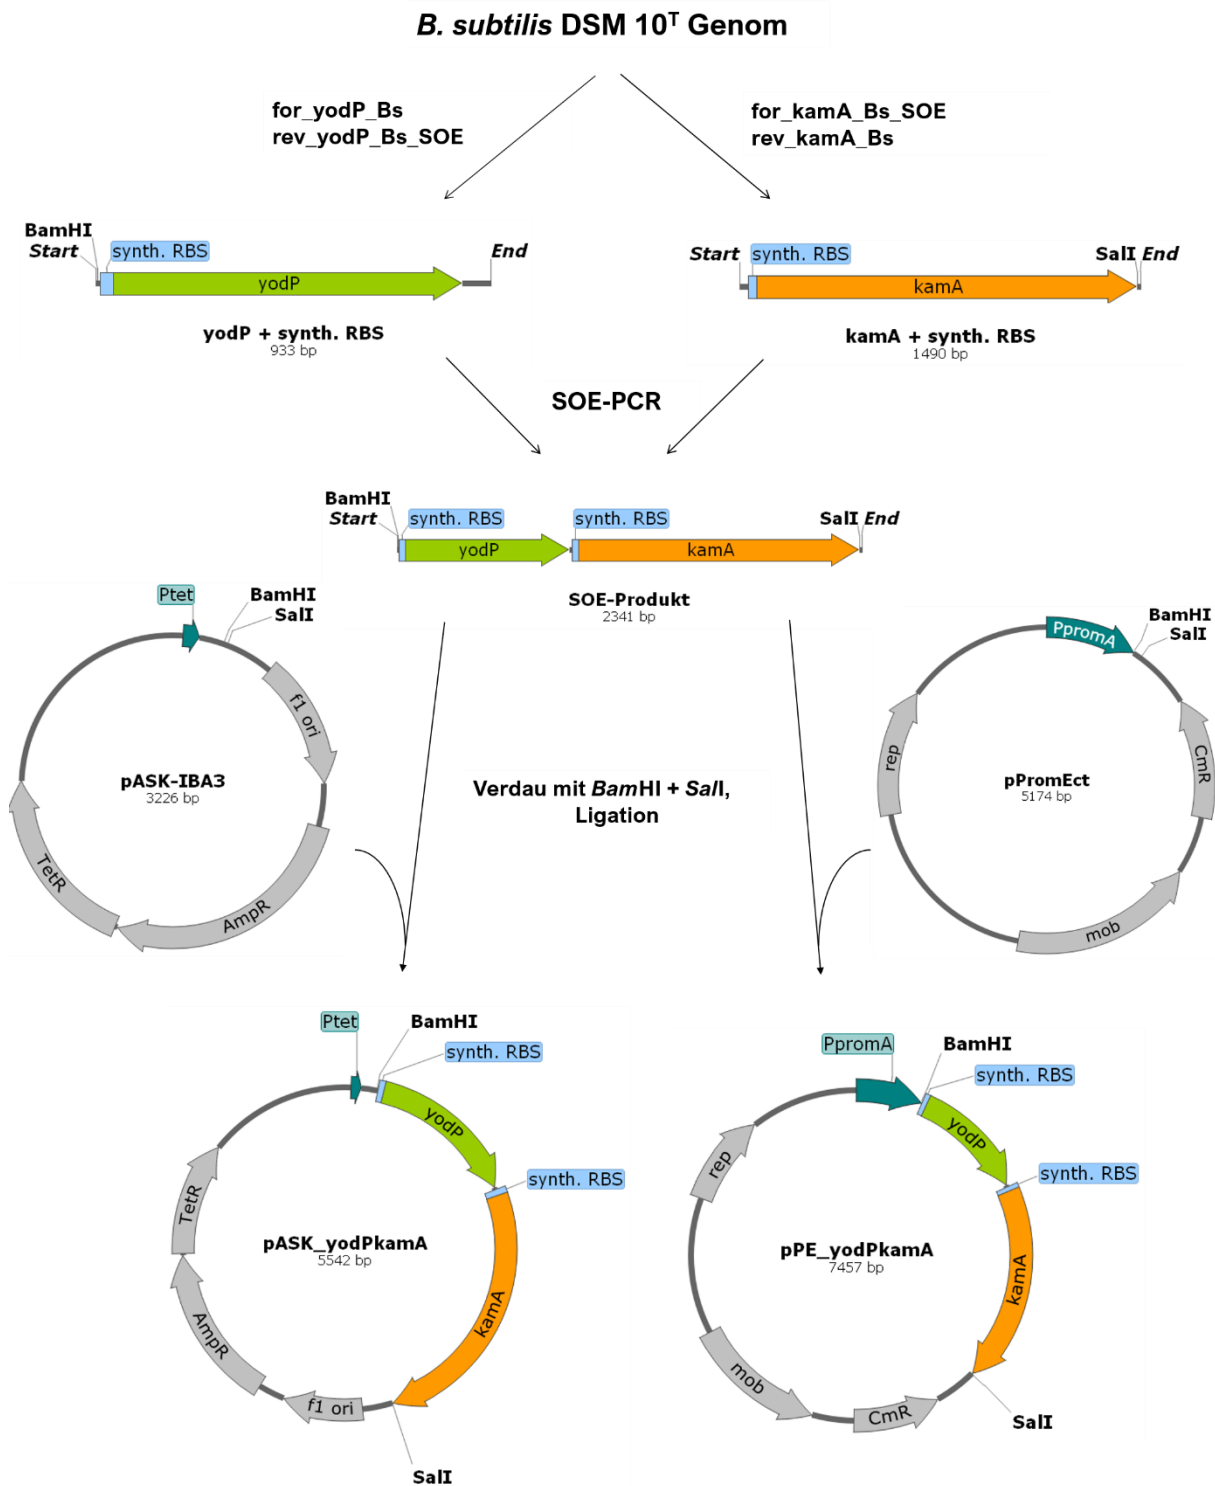 B. subtilis DSM 10ᵀ Genom
for_yodP_Bs
rev_yodP_Bs_SOE
for_kamA_Bs_SOE
rev_kamA_Bs
BamHI
Start
synth. RBS
End
yodP
yodP + synth. RBS
933 bp
Start
synth. RBS
SalI
End
kamA
kamA + synth. RBS
1490 bp
SOE-PCR
BamHI
Start
synth. RBS
synth. RBS
SalI
End
yodP
kamA
SOE-Produkt
2341 bp
Ptet
BamHI
SalI
f1 ori
AmpR
TetR
pASK-IBA3
3226 bp
Verdau mit BamHI + SalI,
Ligation
PpromA
BamHI
SalI
CmR
mob
rep
pPromEct
5174 bp
Ptet
BamHI
synth. RBS
yodP
synth. RBS
kamA
SalI
f1 ori
AmpR
TetR
pASK_yodPkamA
5542 bp
PpromA
BamHI
synth. RBS
yodP
synth. RBS
kamA
SalI
CmR
mob
rep
pPE_yodPkamA
7457 bp